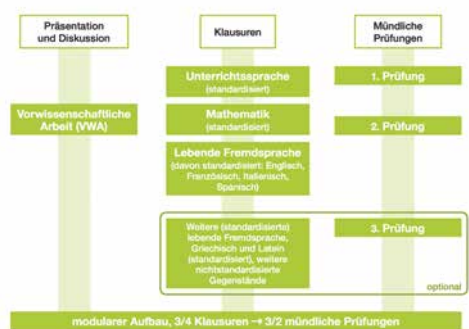 Präsentation
und Diskussion
Klausuren
Mündliche
Prüfungen
Unterrichtssprache
(standardisiert)
1. Prüfung
Vorwissenschaftliche
Arbeit (VWA)
Mathematik
(standardisiert)
2. Prüfung
Lebende Fremdsprache
(davon standardisiert: Englisch,
Französisch, Italienisch,
Spanisch)
Weitere (standardisierte)
lebende Fremdsprache,
Griechisch und Latein
(standardisiert), weitere
nichtstandardisierte
Gegenstände
3. Prüfung
optional
modularer Aufbau, 3/4 Klausuren → 3/2 mündliche Prüfungen